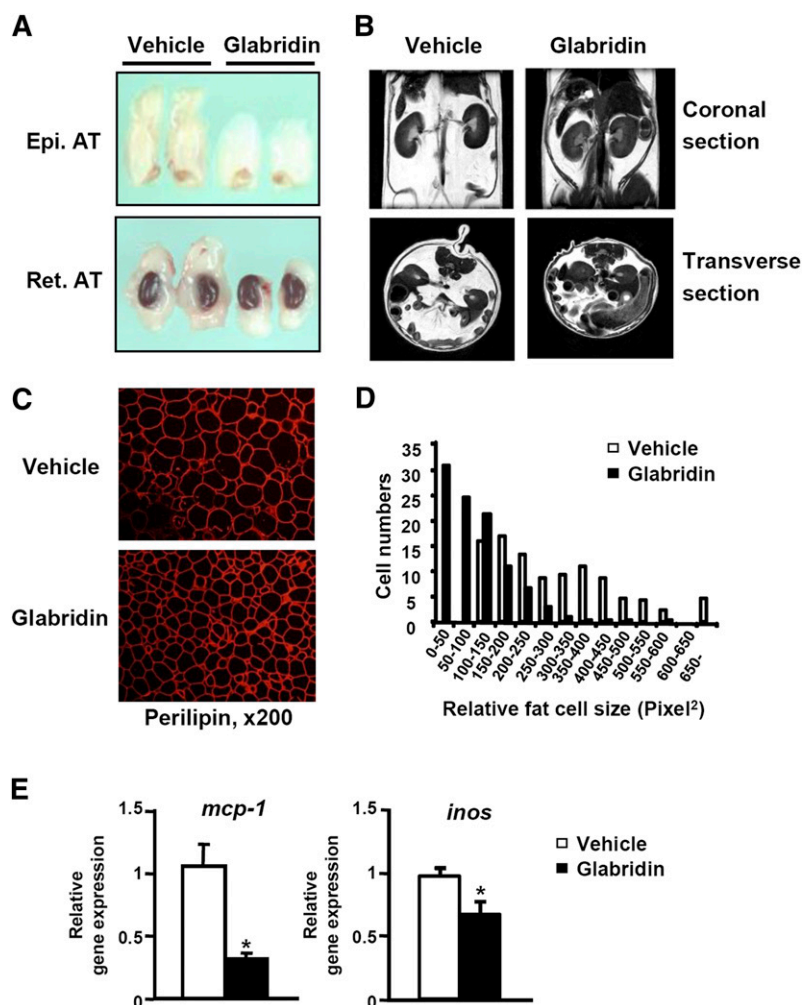 A
Vehicle Glabridin
Epi. AT
Ret. AT
B
Vehicle Glabridin
Coronal
section
Transverse
section
C
Vehicle
Glabridin
Perilipin, x200
D
Vehicle
Glabridin
Cell numbers
35
30
25
20
15
10
5
0
0-50
50-100
100-150
150-200
200-250
250-300
300-350
350-400
400-450
450-500
500-550
550-600
600-650
650-
Relative fat cell size (Pixel²)
E
mcp-1
Relative
gene expression
1.5
1
0.5
0
*
inos
Relative
gene expression
1.5
1
0.5
0
*
Vehicle
Glabridin